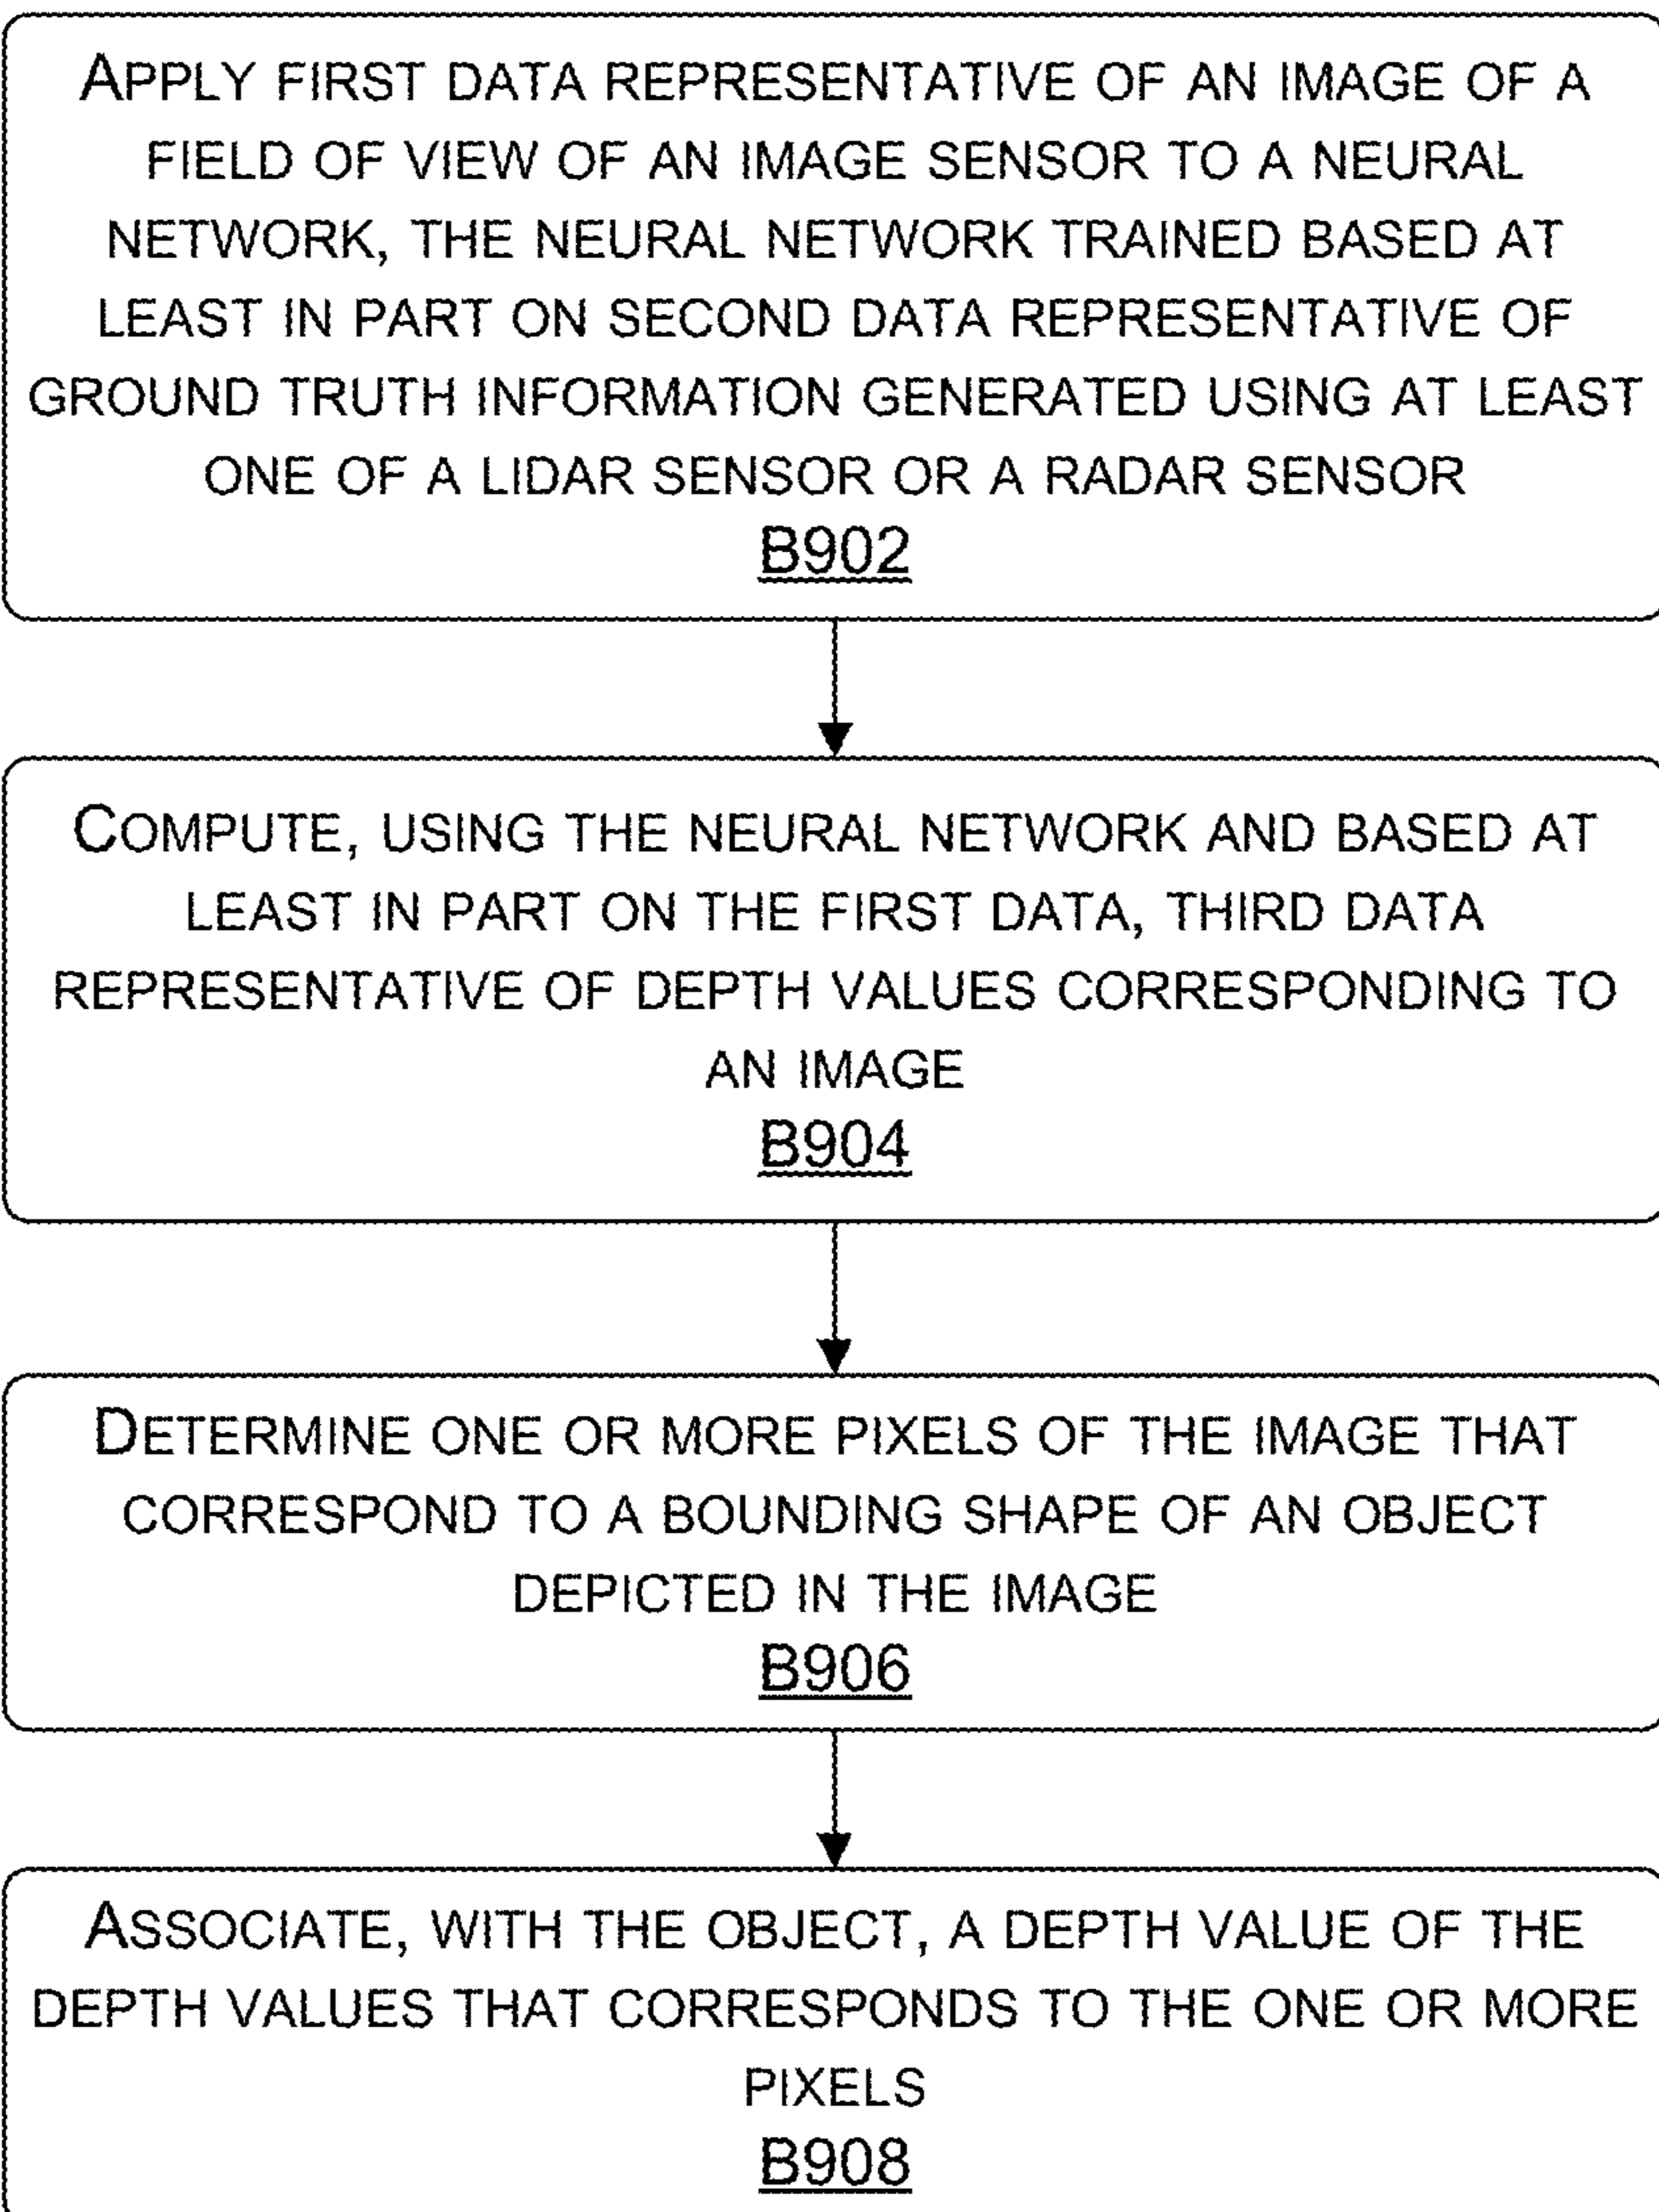 APPLY FIRST DATA REPRESENTATIVE OF AN IMAGE OF A
FIELD OF VIEW OF AN IMAGE SENSOR TO A NEURAL
NETWORK, THE NEURAL NETWORK TRAINED BASED AT
LEAST IN PART ON SECOND DATA REPRESENTATIVE OF
GROUND TRUTH INFORMATION GENERATED USING AT LEAST
ONE OF A LIDAR SENSOR OR A RADAR SENSOR
B902
COMPUTE, USING THE NEURAL NETWORK AND BASED AT
LEAST IN PART ON THE FIRST DATA, THIRD DATA
REPRESENTATIVE OF DEPTH VALUES CORRESPONDING TO
AN IMAGE
B904
DETERMINE ONE OR MORE PIXELS OF THE IMAGE THAT
CORRESPOND TO A BOUNDING SHAPE OF AN OBJECT
DEPICTED IN THE IMAGE
B906
ASSOCIATE, WITH THE OBJECT, A DEPTH VALUE OF THE
DEPTH VALUES THAT CORRESPONDS TO THE ONE OR MORE
PIXELS
B908